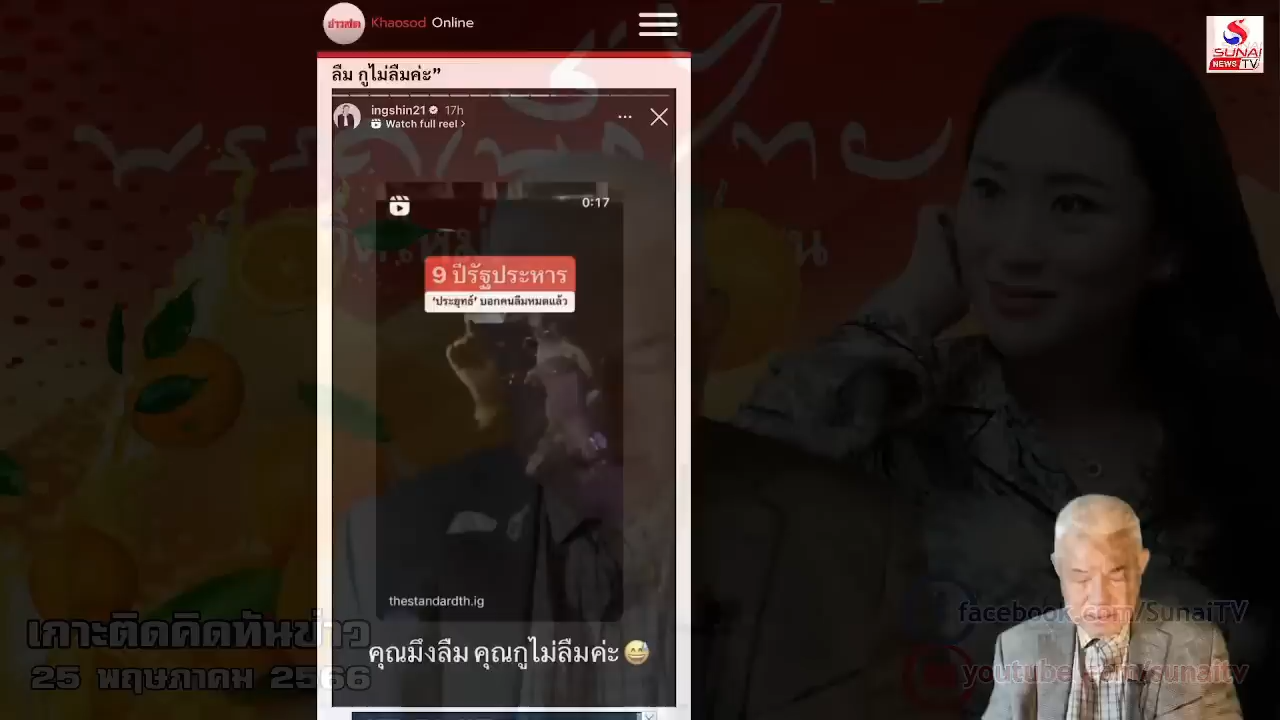 ข่าวสด
Khaosod Online
SUNAI
NEWS TV
ลืม กูไม่ลืมค่ะ”
ingshin21 17h
Watch full reel >
0:17
9 ปีรัฐประหาร
‘ประยุทธ์’ บอกคนลืมหมดแล้ว
thestandardth.ig
คุณมึงลืม คุณกูไม่ลืมค่ะ 😅
เกาะติดคิดทันข่าว
25 พฤษภาคม 2566
facebook.com/SunaiTV
youtube.com/sunaitv